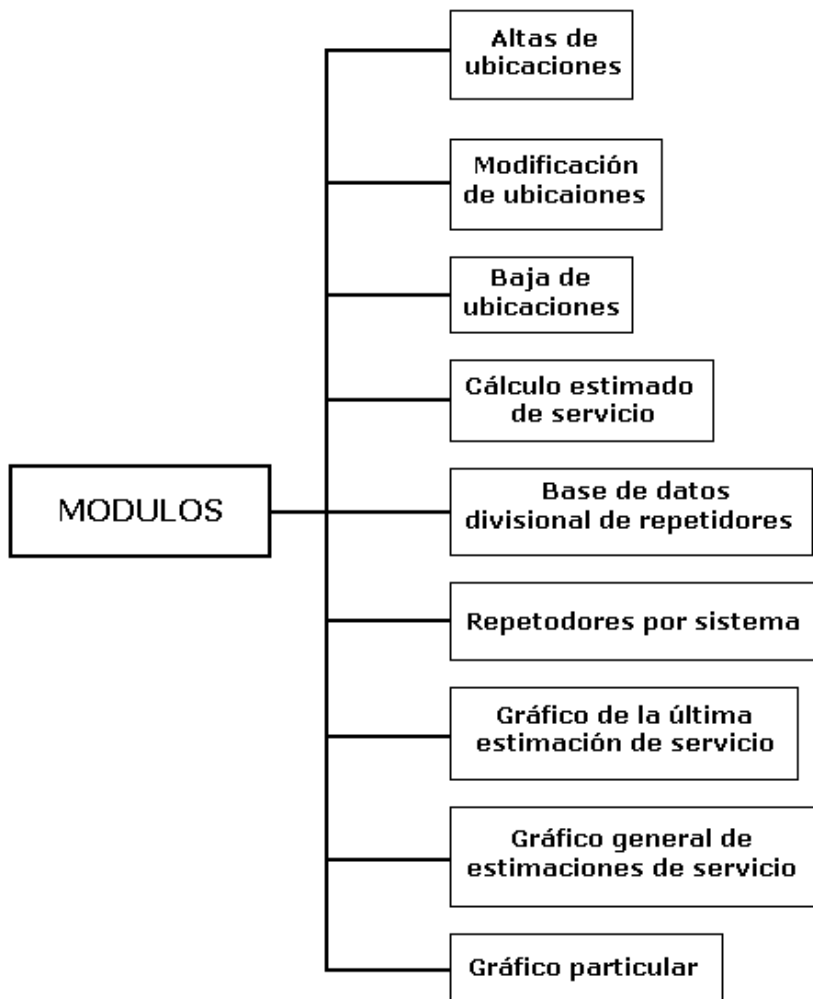 Altas de
ubicaciones
Modificación
de ubicaiones
Baja de
ubicaciones
Cálculo estimado
de servicio
MODULOS
Base de datos
divisional de repetidores
Repetodores por sistema
Gráfico de la última
estimación de servicio
Gráfico general de
estimaciones de servicio
Gráfico particular